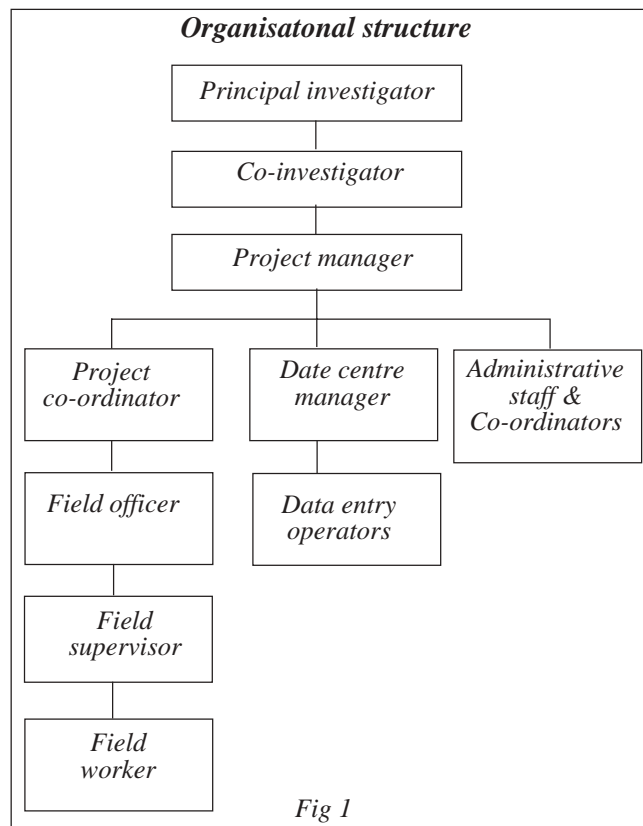 Organisatonal structure
Principal investigator
Co-investigator
Project manager
Project
co-ordinator
Date centre
manager
Administrative
staff &
Co-ordinators
Field officer
Data entry
operators
Field
supervisor
Field
worker
Fig 1